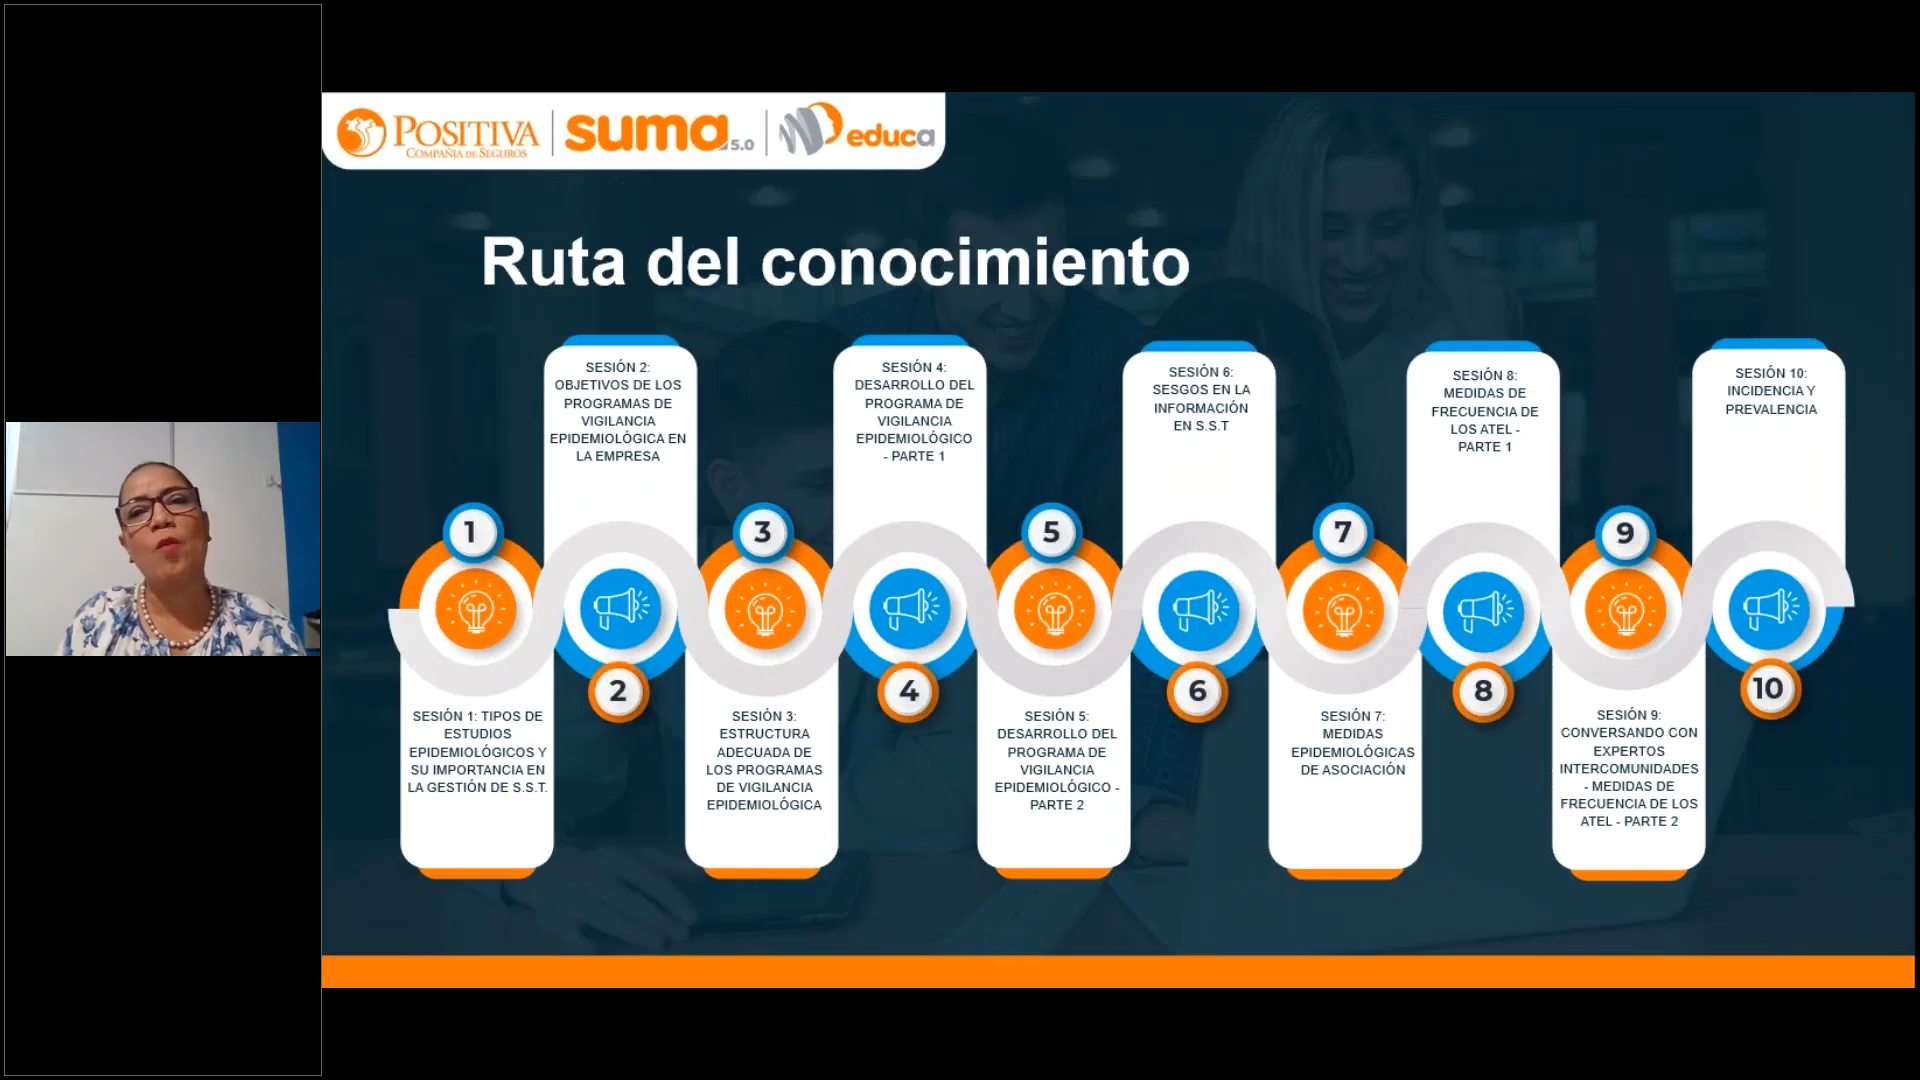 POSITIVA
COMPAÑIA DE SEGUROS
suma 5.0
educa
Ruta del conocimiento
1
SESIÓN 1: TIPOS DE
ESTUDIOS
EPIDEMIOLÓGICOS Y
SU IMPORTANCIA EN
LA GESTIÓN DE S.S.T.
SESIÓN 2:
OBJETIVOS DE LOS
PROGRAMAS DE
VIGILANCIA
EPIDEMIOLÓGICA EN
LA EMPRESA
2
3
SESIÓN 3:
ESTRUCTURA
ADECUADA DE
LOS PROGRAMAS
DE VIGILANCIA
EPIDEMIOLÓGICA
SESIÓN 4:
DESARROLLO DEL
PROGRAMA DE
VIGILANCIA
EPIDEMIOLÓGICO
- PARTE 1
4
5
SESIÓN 5:
DESARROLLO DEL
PROGRAMA DE
VIGILANCIA
EPIDEMIOLÓGICO -
PARTE 2
SESIÓN 6:
SESGOS EN LA
INFORMACIÓN
EN S.S.T
6
7
SESIÓN 7:
MEDIDAS
EPIDEMIOLÓGICAS
DE ASOCIACIÓN
SESIÓN 8:
MEDIDAS DE
FRECUENCIA DE
LOS ATEL -
PARTE 1
8
9
SESIÓN 9:
CONVERSANDO CON
EXPERTOS
INTERCOMUNIDADES
- MEDIDAS DE
FRECUENCIA DE LOS
ATEL - PARTE 2
SESIÓN 10:
INCIDENCIA Y
PREVALENCIA
10